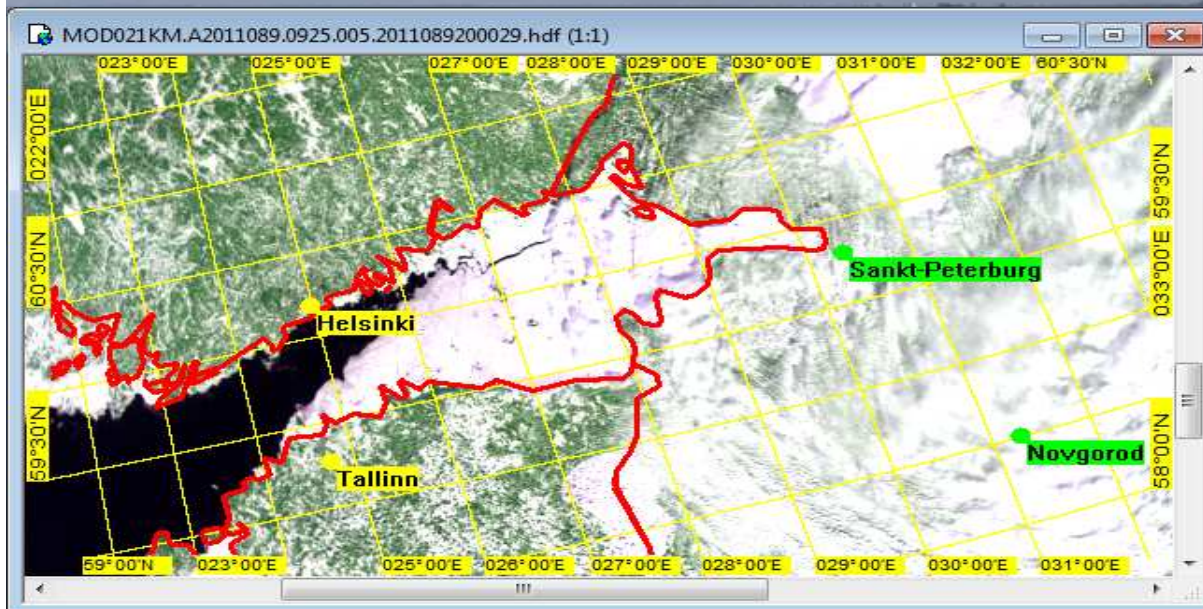 MOD021KM.A2011089.0925.005.2011089200029.hdf (1:1)
023°00'E
025°00'E
027°00'E
028°00'E
029°00'E
030°00'E
031°00'E
032°00'E
60°30'N
022°00'E
59°30'N
60°30'N
033°00'E
Sankt-Peterburg
Helsinki
59°30'N
58°00'N
Novgorod
Tallinn
59°00'N
023°00'E
025°00'E
026°00'E
027°00'E
028°00'E
029°00'E
030°00'E
031°00'E